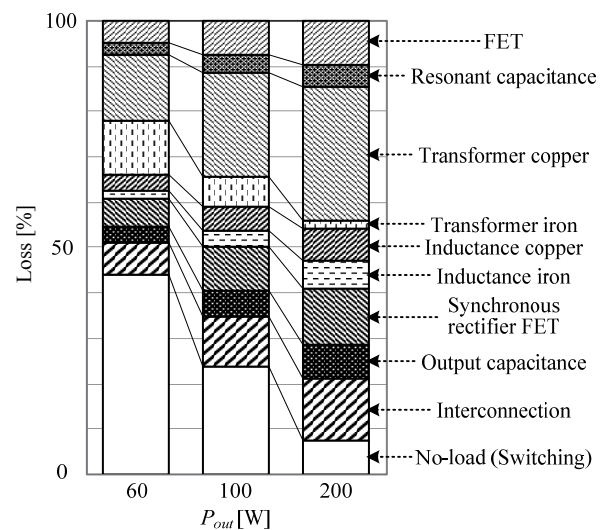 100
50
0
Loss [%]
60
100
200
P_out [W]
FET
Resonant capacitance
Transformer copper
Transformer iron
Inductance copper
Inductance iron
Synchronous
rectifier FET
Output capacitance
Interconnection
No-load (Switching)